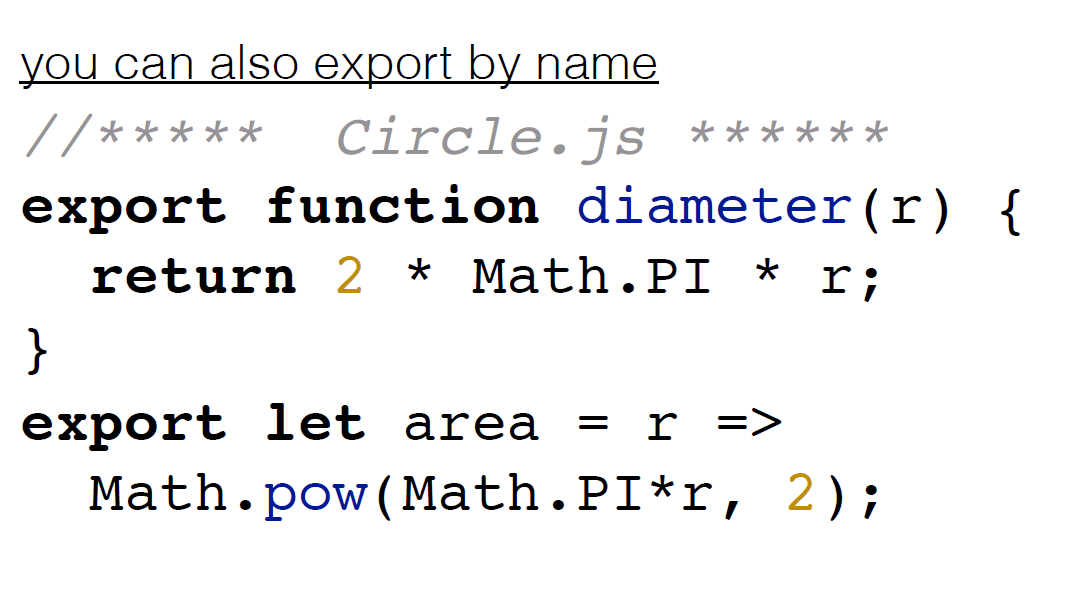 you can also export by name
//*****  Circle.js ******
export function diameter(r) {
  return 2 * Math.PI * r;
}
export let area = r =>
  Math.pow(Math.PI*r, 2);